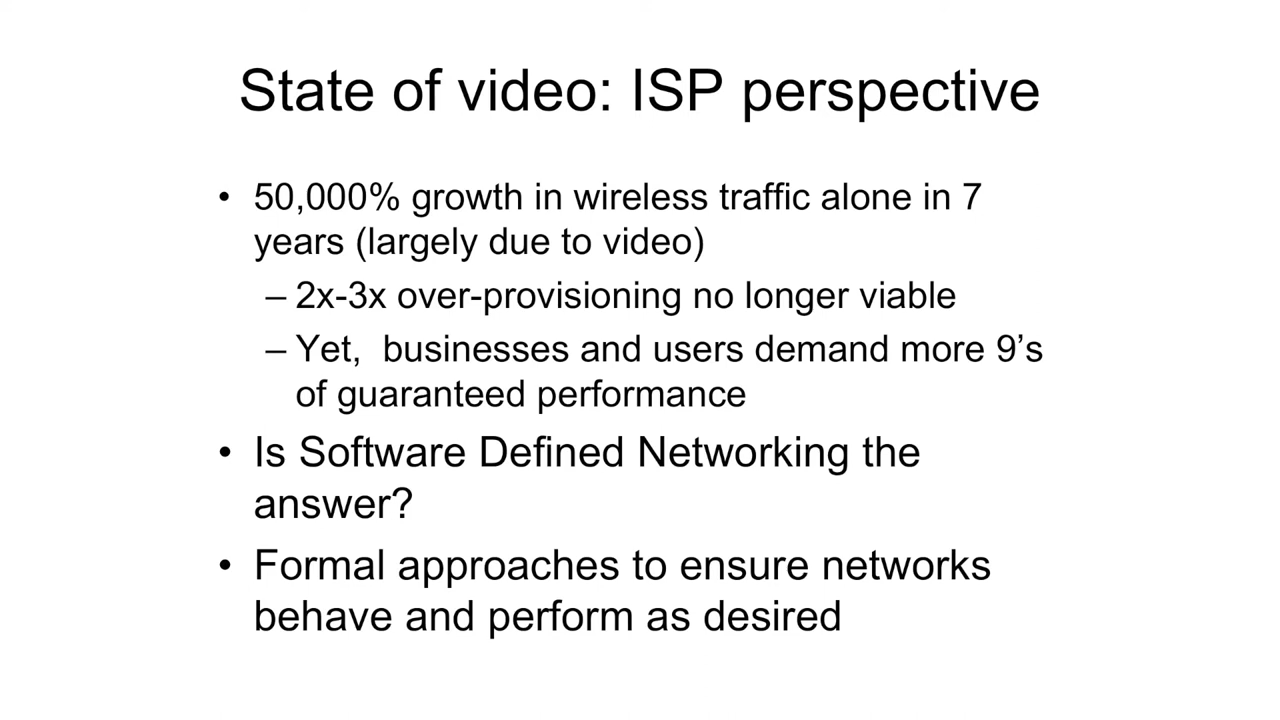 State of video: ISP perspective
• 50,000% growth in wireless traffic alone in 7
years (largely due to video)
– 2x-3x over-provisioning no longer viable
– Yet,  businesses and users demand more 9’s
of guaranteed performance
• Is Software Defined Networking the
answer?
• Formal approaches to ensure networks
behave and perform as desired